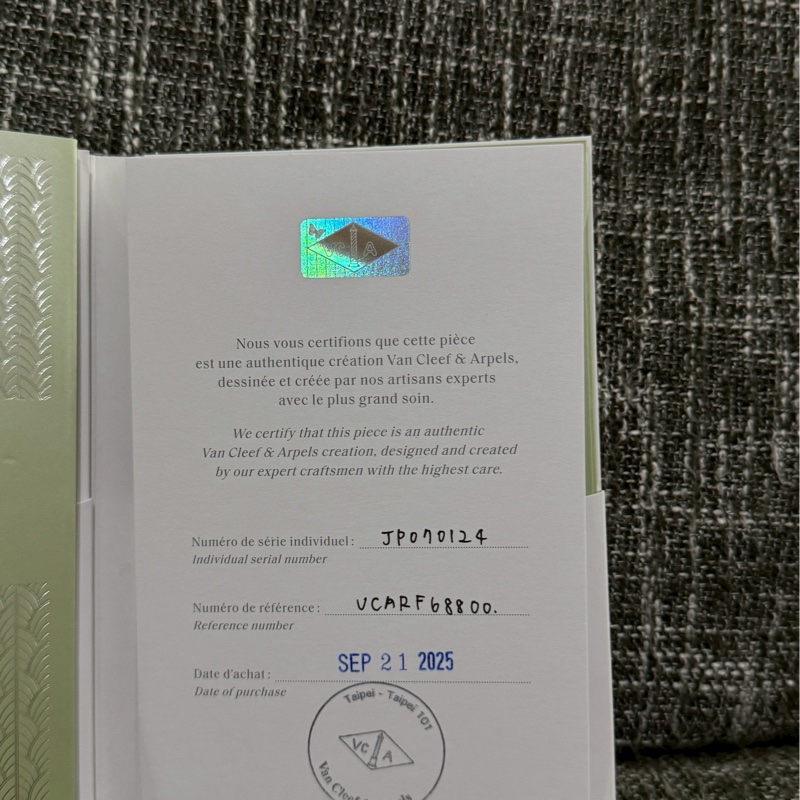 VC A
Nous vous certifions que cette pièce
est une authentique création Van Cleef & Arpels,
dessinée et créée par nos artisans experts
avec le plus grand soin.
We certify that this piece is an authentic
Van Cleef & Arpels creation, designed and created
by our expert craftsmen with the highest care.
Numéro de série individuel : JP070124
Individual serial number
Numéro de référence : VCARF68800.
Reference number
Date d'achat : SEP 21 2025
Date of purchase
Taipei - Taipei 101
VC A
Van Cleef